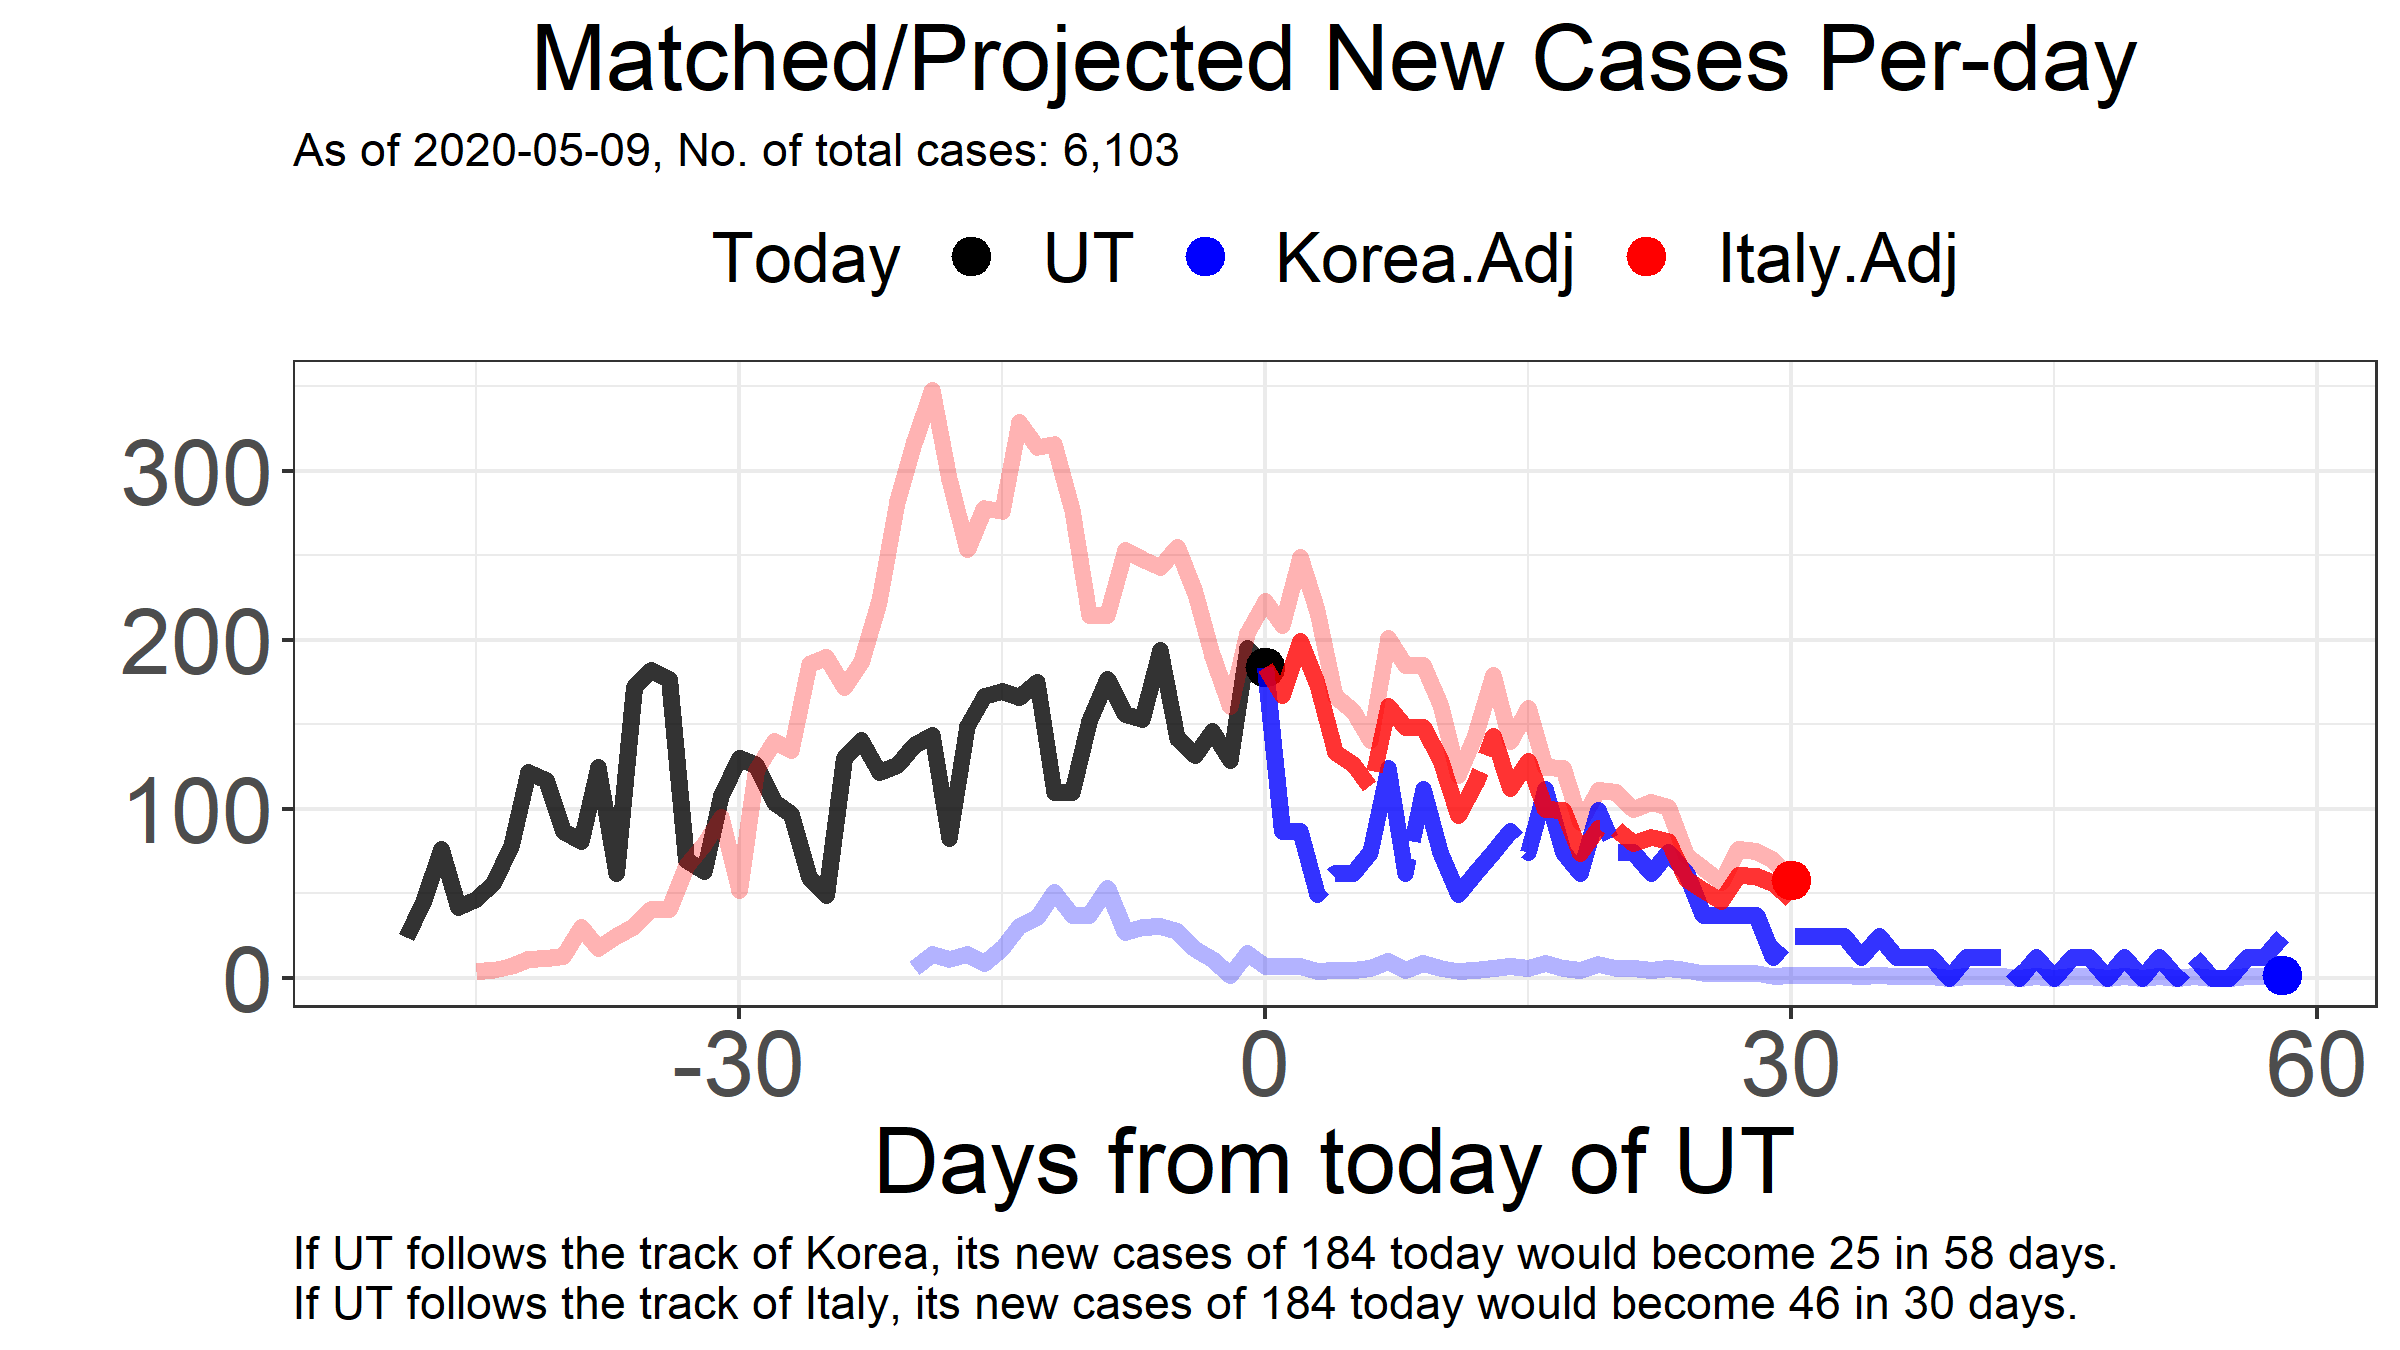 Matched/Projected New Cases Per-day
As of 2020-05-09, No. of total cases: 6,103
Today UT Korea.Adj Italy.Adj
300
200
100
0
-30 0 30 60
Days from today of UT
If UT follows the track of Korea, its new cases of 184 today would become 25 in 58 days.
If UT follows the track of Italy, its new cases of 184 today would become 46 in 30 days.